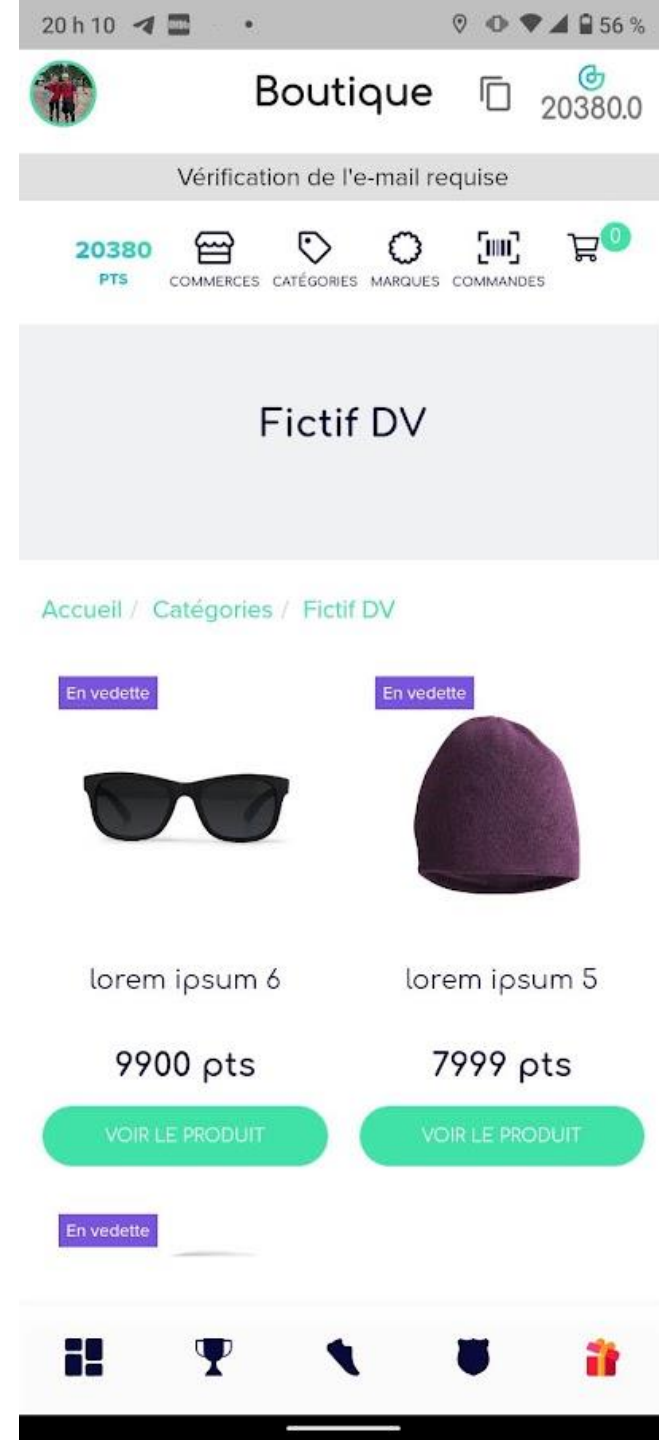 20 h 10
56 %
Boutique
20380.0
Vérification de l'e-mail requise
20380
PTS
COMMERCES
CATÉGORIES
MARQUES
COMMANDES
0
Fictif DV
Accueil / Catégories / Fictif DV
En vedette
En vedette
lorem ipsum 6
lorem ipsum 5
9900 pts
7999 pts
VOIR LE PRODUIT
VOIR LE PRODUIT
En vedette